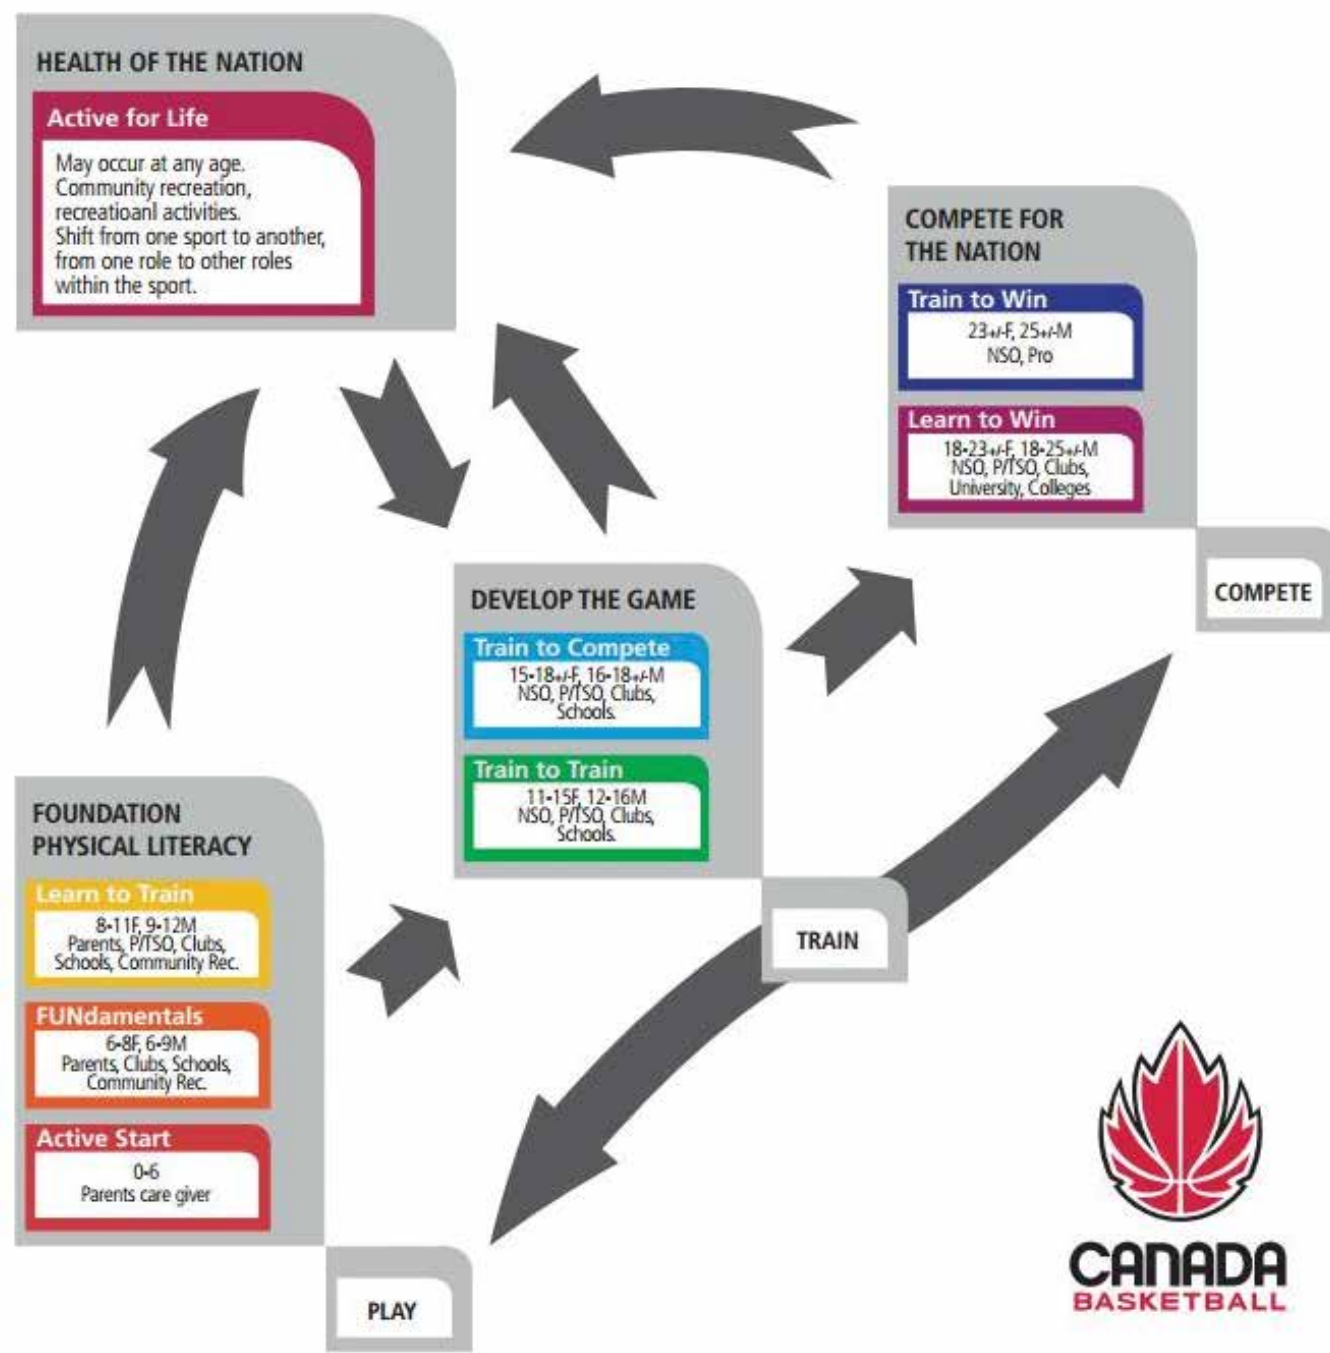 HEALTH OF THE NATION
Active for Life
May occur at any age.
Community recreation,
recreatioanl activities.
Shift from one sport to another,
from one role to other roles
within the sport.
COMPETE FOR
THE NATION
Train to Win
23+/-F, 25+/-M
NSO, Pro
Learn to Win
18-23+/-F, 18-25+/-M
NSO, P/TSO, Clubs,
University, Colleges
COMPETE
DEVELOP THE GAME
Train to Compete
15-18+/-F, 16-18+/-M
NSO, P/TSO, Clubs,
Schools.
Train to Train
11-15F, 12-16M
NSO, P/TSO, Clubs,
Schools.
TRAIN
FOUNDATION
PHYSICAL LITERACY
Learn to Train
8-11F, 9-12M
Parents, P/TSO, Clubs,
Schools, Community Rec.
FUNdamentals
6-8F, 6-9M
Parents, Clubs, Schools,
Community Rec.
Active Start
0-6
Parents care giver
PLAY
CANADA
BASKETBALL